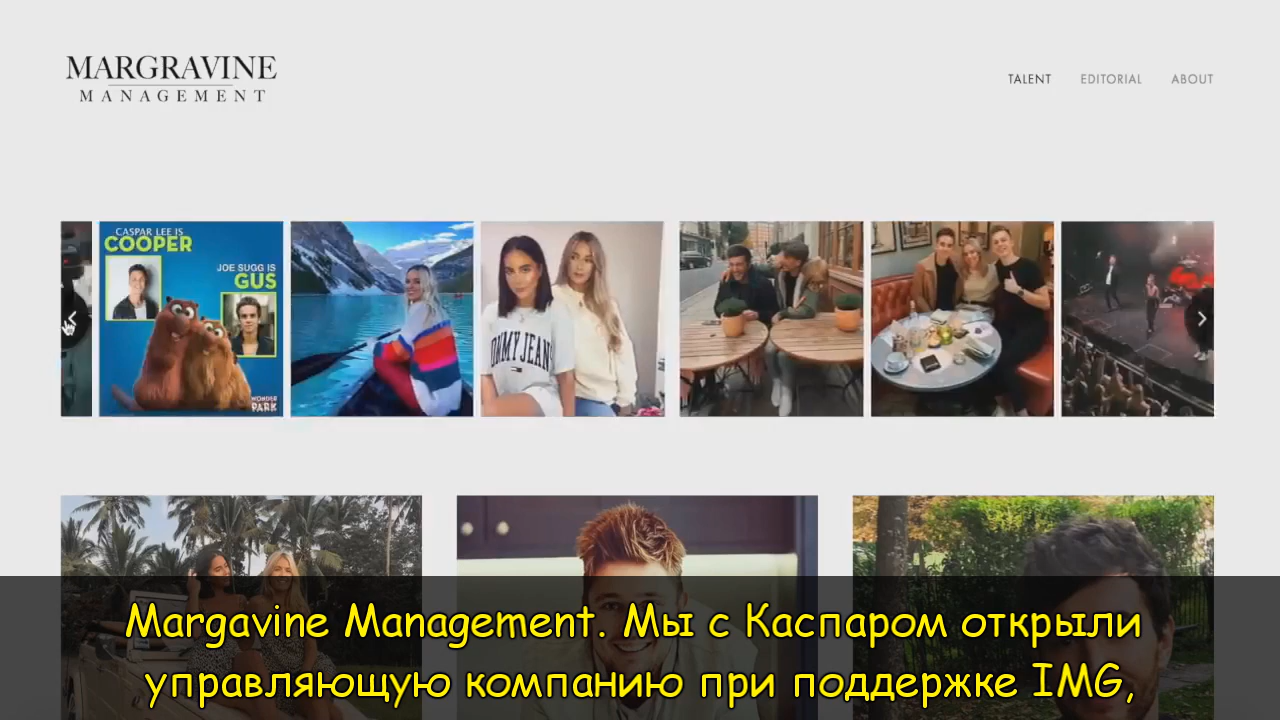 MARGRAVINE
MANAGEMENT
TALENT
EDITORIAL
ABOUT
CASPAR LEE IS
COOPER
JOE SUGG IS
GUS
WONDER
PARK
TOMMY JEANS
Margavine Management. Мы с Каспаром открыли
управляющую компанию при поддержке IMG,